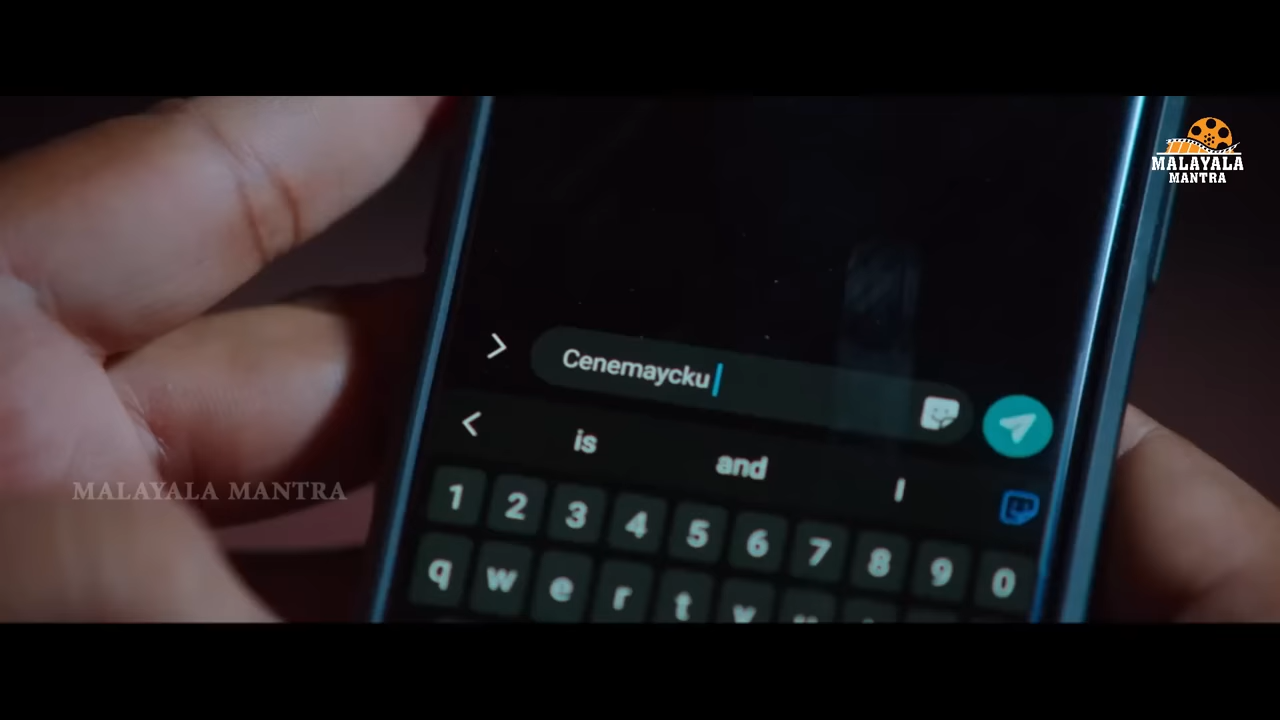 MALAYALA
MANTRA
Cenemaycku
is and I
MALAYALA MANTRA
1 2 3 4 5 6 7 8 9 0
q w e r t y